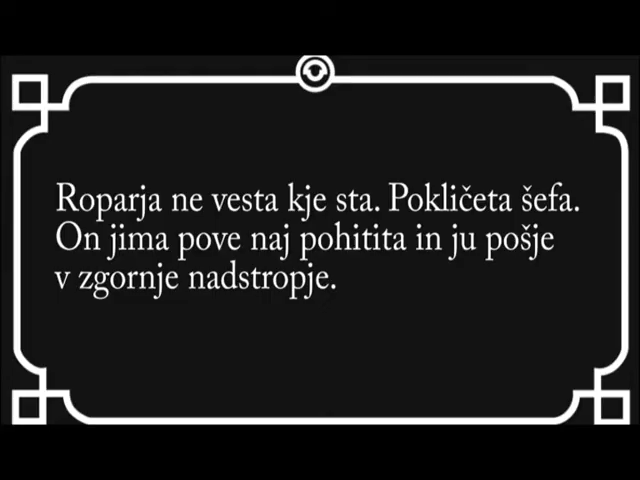 Roparja ne vesta kje sta. Pokličeta šefa.
On jima pove naj pohitita in ju pošje
v zgornje nadstropje.